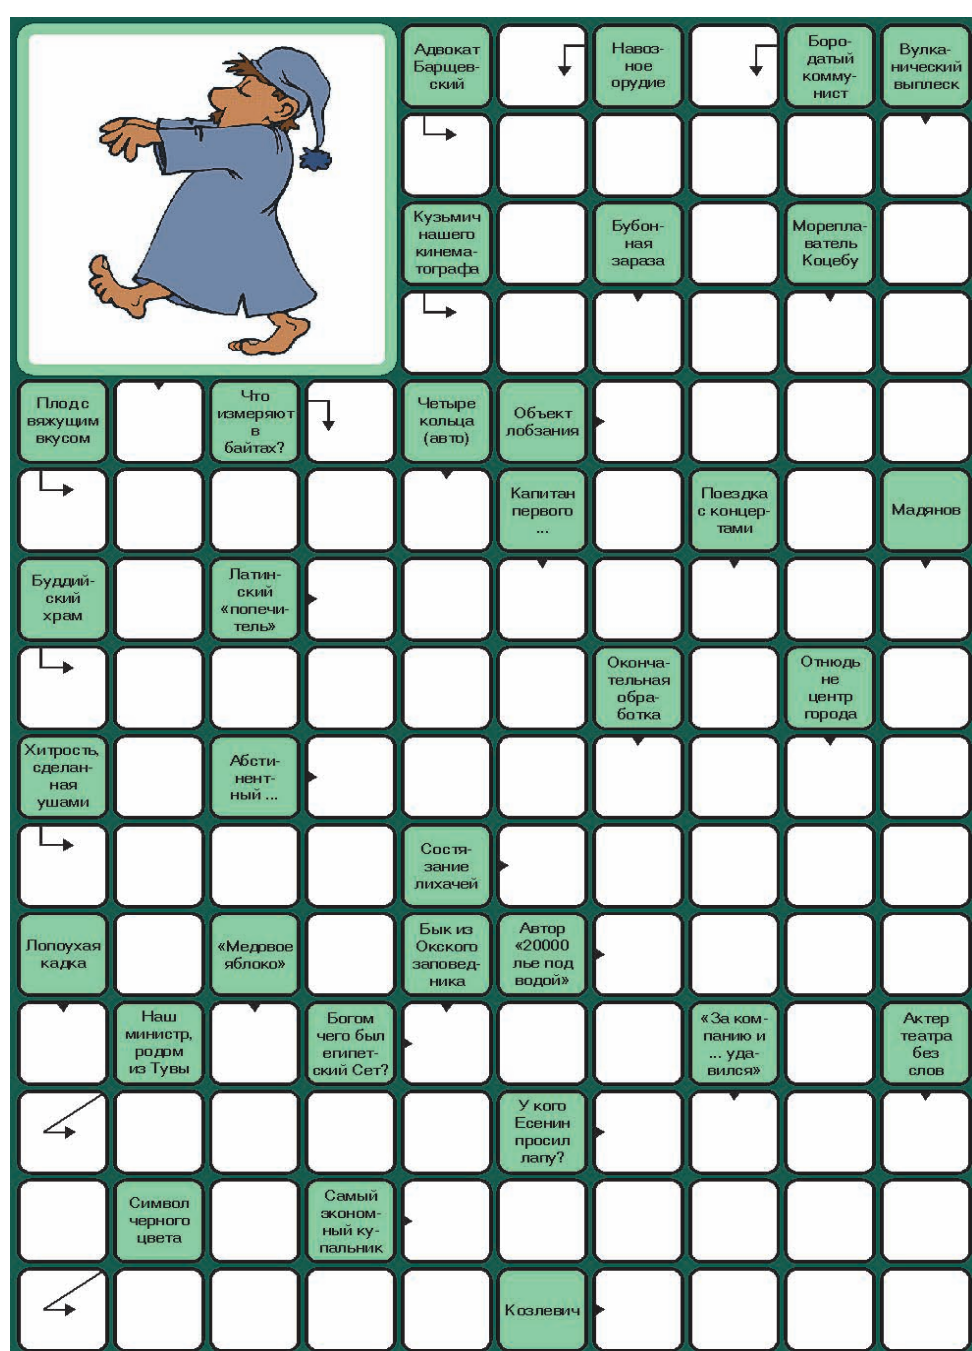 Адвокат
Барщев-
ский
Навоз-
ное
орудие
Боро-
датый
комму-
нист
Вулка-
нический
выплеск
Кузьмич
нашего
кинема-
тографа
Бубон-
ная
зараза
Морепла-
ватель
Коцебу
Плод с
вяжущим
вкусом
Что
измеряют
в
байтах?
Четыре
кольца
(авто)
Объект
лобзания
Капитан
первого
...
Поездка
с концер-
тами
Мадянов
Буддий-
ский
храм
Латин-
ский
«попечи-
тель»
Оконча-
тельная
обра-
ботка
Отнюдь
не
центр
города
Хитрость,
сделан-
ная
ушами
Абсти-
нент-
ный ...
Состя-
зание
лихачей
Лопоухая
кадка
«Медовое
яблоко»
Бык из
Окского
заповед-
ника
Автор
«20000
лье под
водой»
Наш
министр,
родом
из Тувы
Богом
чего был
египет-
ский Сет?
«За ком-
панию и
... уда-
вился»
Актер
театра
без
слов
У кого
Есенин
просил
лапу?
Символ
черного
цвета
Самый
эконом-
ный ку-
пальник
Козлевич